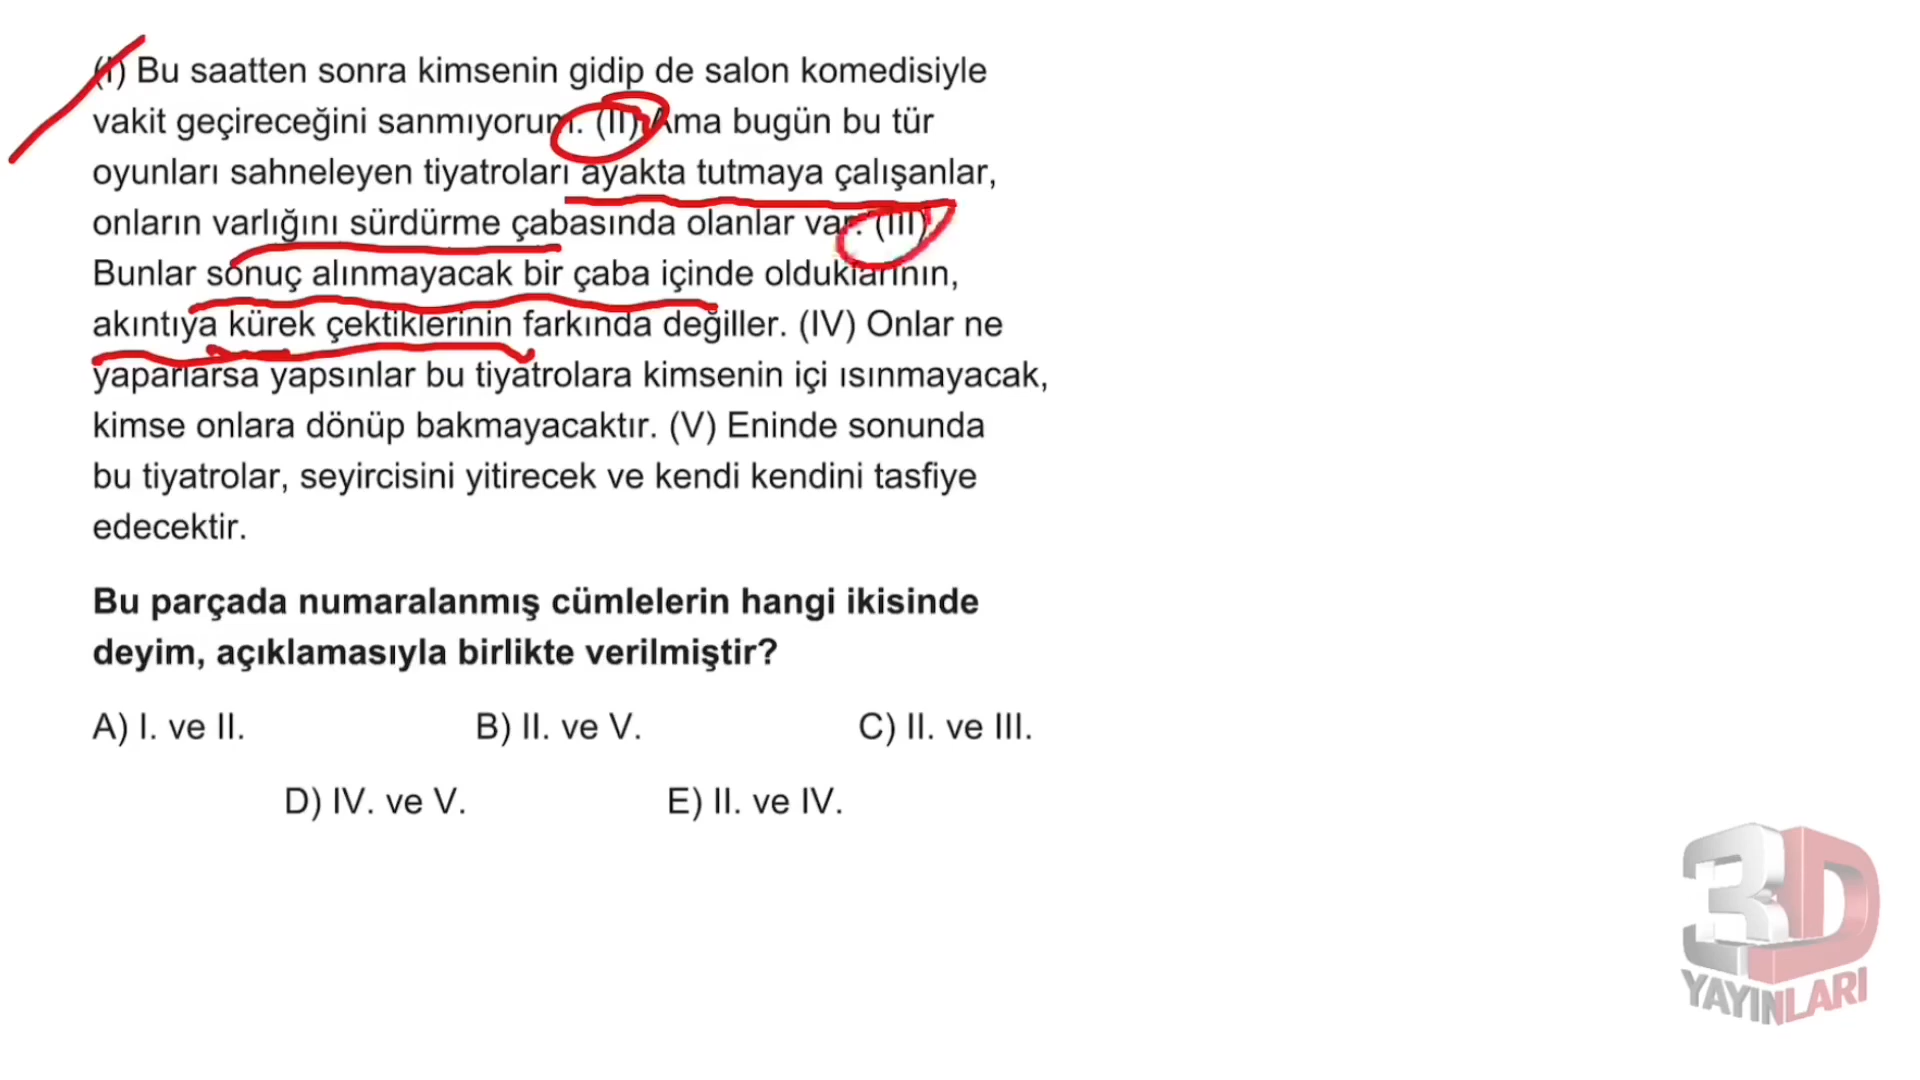 (I) Bu saatten sonra kimsenin gidip de salon komedisiyle
vakit geçireceğini sanmıyorum. (II) Ama bugün bu tür
oyunları sahneleyen tiyatroları ayakta tutmaya çalışanlar,
onların varlığını sürdürme çabasında olanlar var. (III)
Bunlar sonuç alınmayacak bir çaba içinde olduklarının,
akıntıya kürek çektiklerinin farkında değiller. (IV) Onlar ne
yaparlarsa yapsınlar bu tiyatrolara kimsenin içi ısınmayacak,
kimse onlara dönüp bakmayacaktır. (V) Eninde sonunda
bu tiyatrolar, seyircisini yitirecek ve kendi kendini tasfiye
edecektir.
Bu parçada numaralanmış cümlelerin hangi ikisinde
deyim, açıklamasıyla birlikte verilmiştir?
A) I. ve II. B) II. ve V. C) II. ve III.
D) IV. ve V. E) II. ve IV.
3D
YAYINLARI